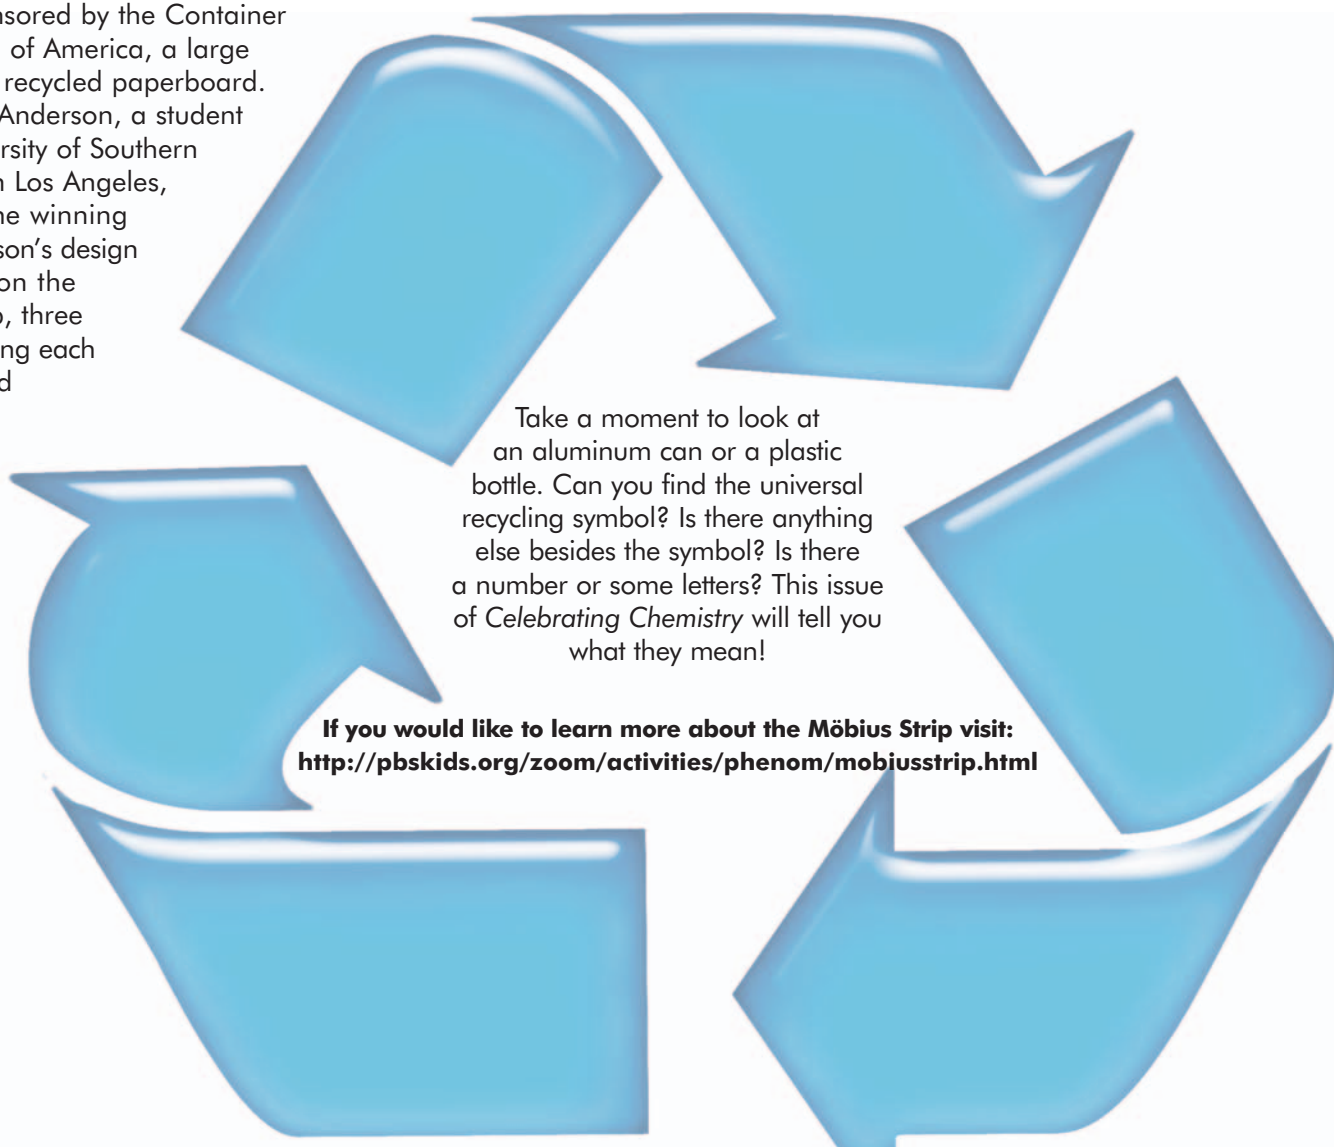 nsored by the Container
of America, a large
recycled paperboard.
Anderson, a student
rsity of Southern
n Los Angeles,
he winning
son’s design
on the
o, three
ng each
d
Take a moment to look at
an aluminum can or a plastic
bottle. Can you find the universal
recycling symbol? Is there anything
else besides the symbol? Is there
a number or some letters? This issue
of Celebrating Chemistry will tell you
what they mean!
If you would like to learn more about the Möbius Strip visit:
http://pbskids.org/zoom/activities/phenom/mobiusstrip.html